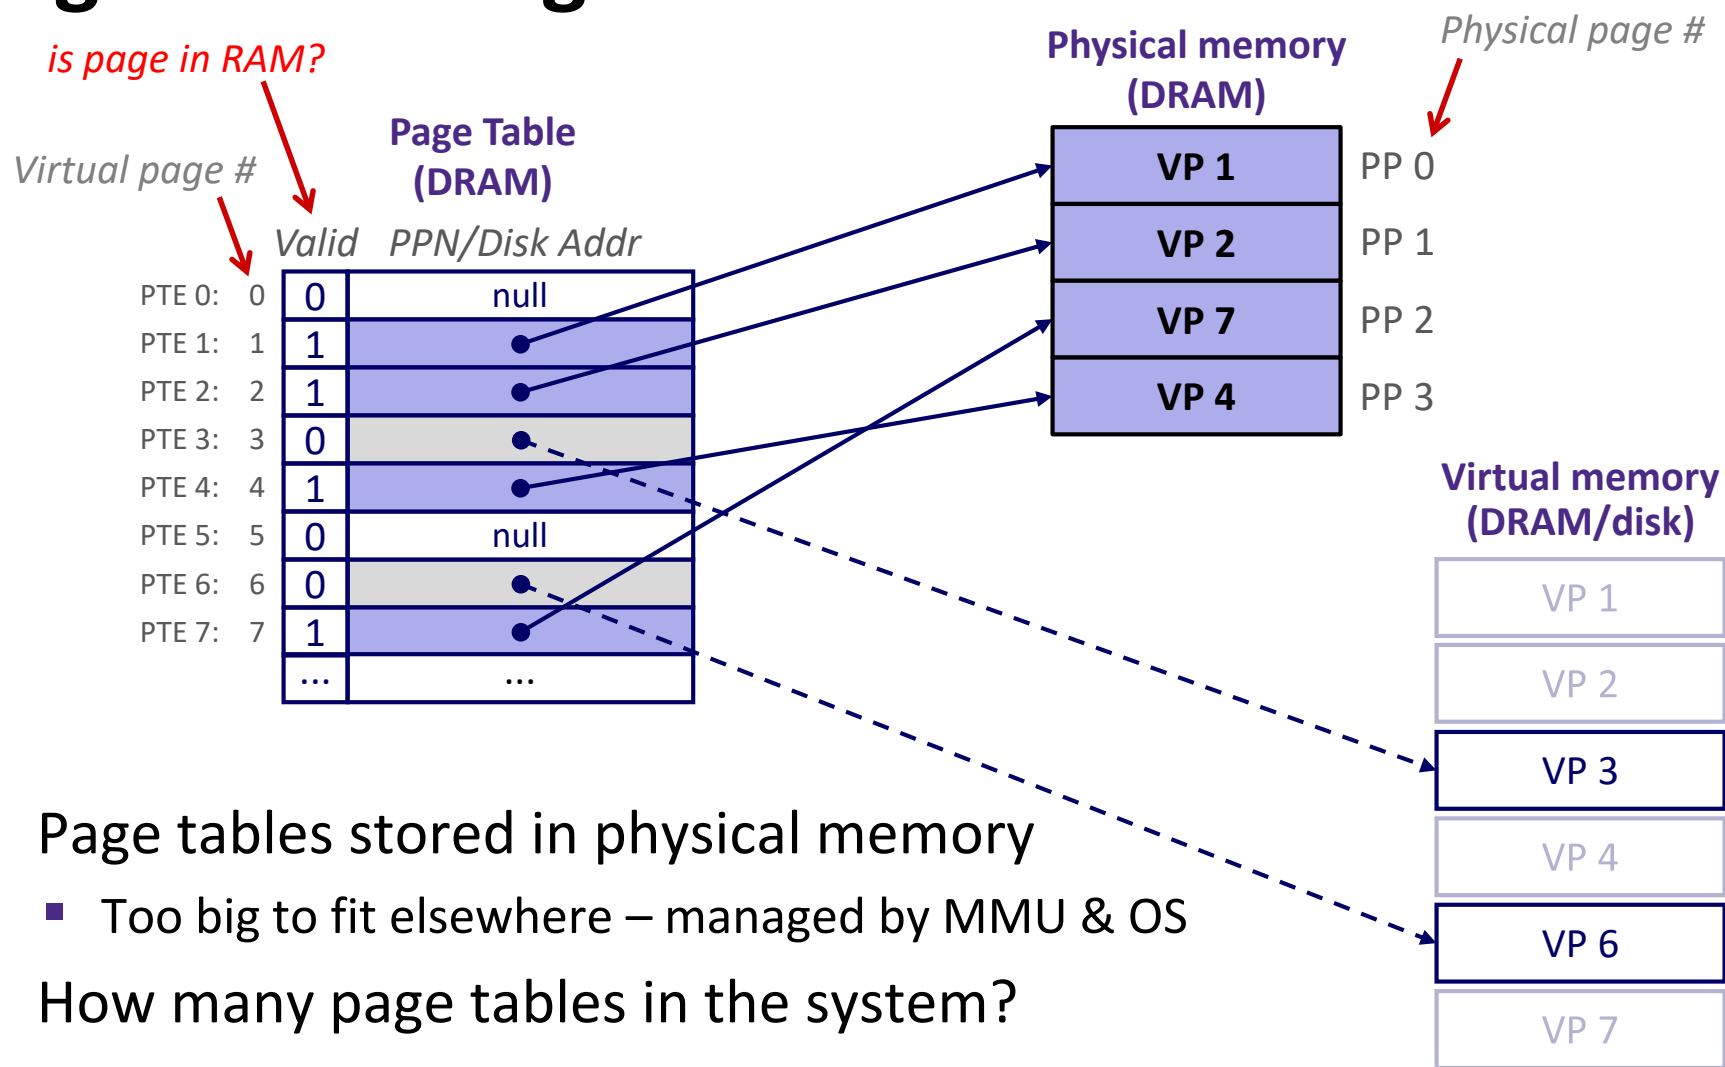 is page in RAM?
Virtual page #
Page Table
(DRAM)
Valid PPN/Disk Addr
PTE 0: 0 0 null
PTE 1: 1 1
PTE 2: 2 1
PTE 3: 3 0
PTE 4: 4 1
PTE 5: 5 0 null
PTE 6: 6 0
PTE 7: 7 1
... ...
Physical memory
(DRAM)
Physical page #
VP 1 PP 0
VP 2 PP 1
VP 7 PP 2
VP 4 PP 3
Virtual memory
(DRAM/disk)
VP 1
VP 2
VP 3
VP 4
VP 6
VP 7
Page tables stored in physical memory
▪ Too big to fit elsewhere – managed by MMU & OS
How many page tables in the system?